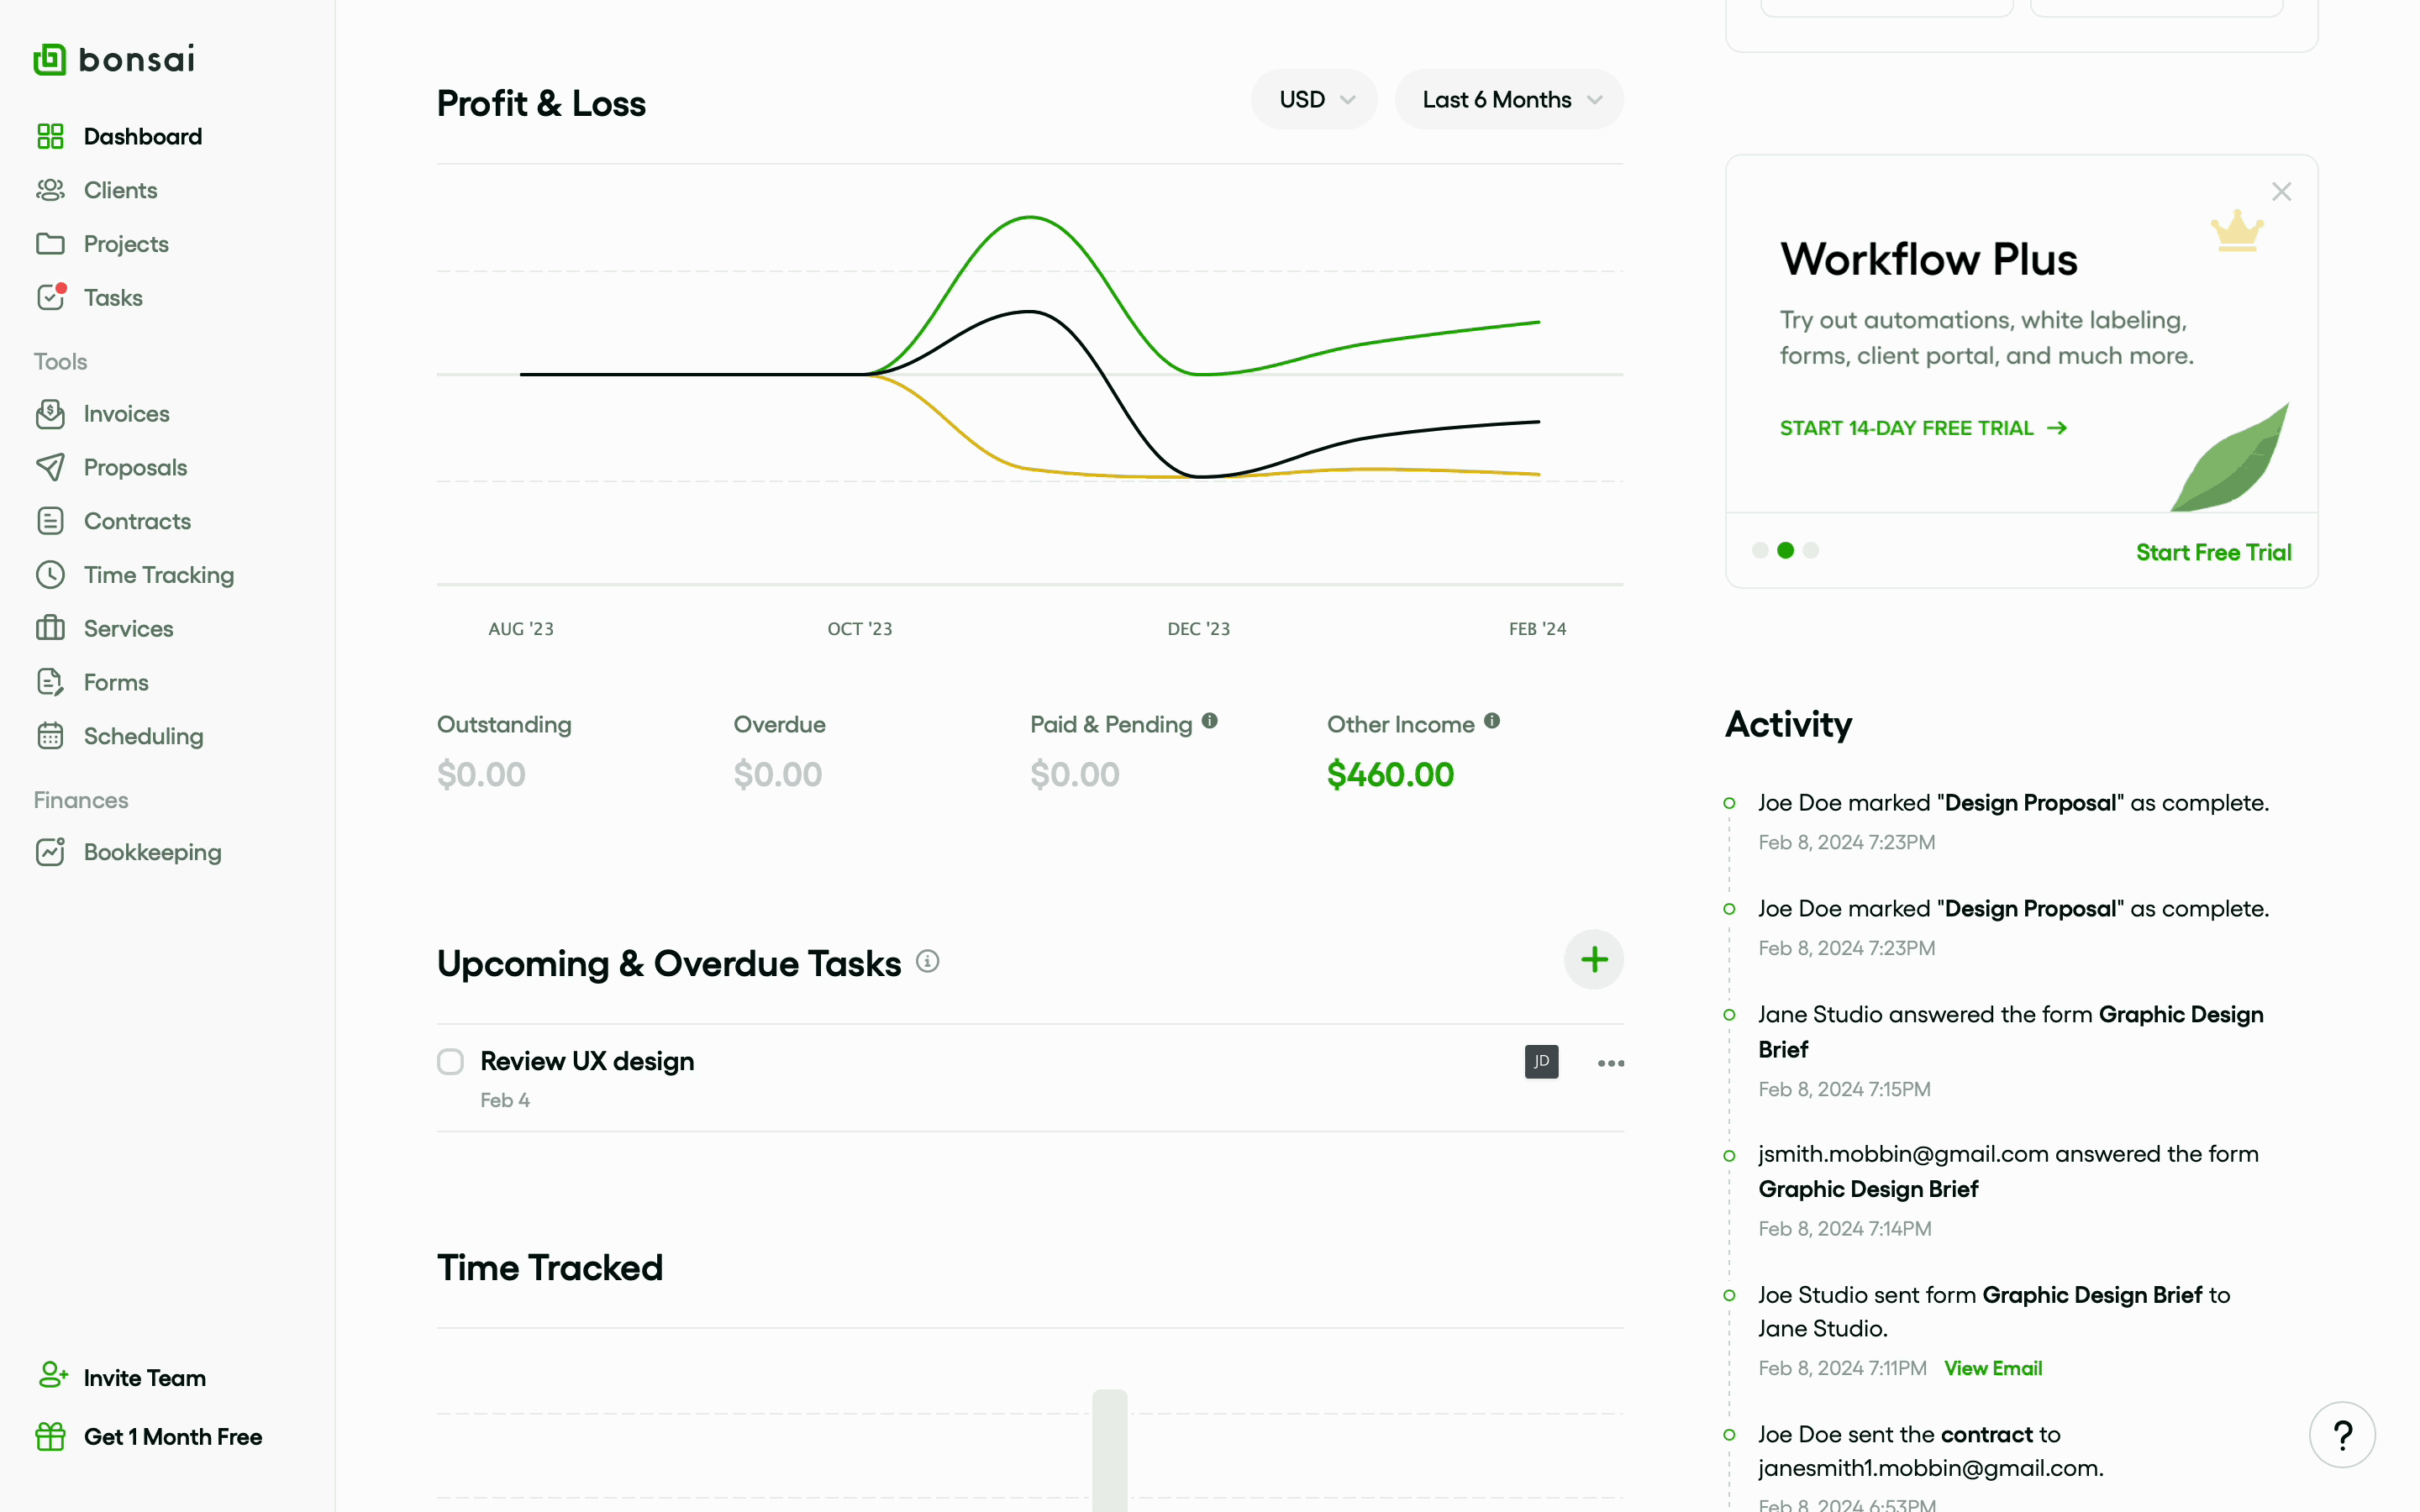 bonsai
Dashboard
Clients
Projects
Tasks
Tools
Invoices
Proposals
Contracts
Time Tracking
Services
Forms
Scheduling
Finances
Bookkeeping
Invite Team
Get 1 Month Free
Profit & Loss
USD
Last 6 Months
AUG '23
OCT '23
DEC '23
FEB '24
Outstanding
$0.00
Overdue
$0.00
Paid & Pending
$0.00
Other Income
$460.00
Upcoming & Overdue Tasks
Review UX design
Feb 4
JD
Time Tracked
Workflow Plus
Try out automations, white labeling,
forms, client portal, and much more.
START 14-DAY FREE TRIAL →
Start Free Trial
Activity
Joe Doe marked "Design Proposal" as complete.
Feb 8, 2024 7:23PM
Joe Doe marked "Design Proposal" as complete.
Feb 8, 2024 7:23PM
Jane Studio answered the form Graphic Design
Brief
Feb 8, 2024 7:15PM
jsmith.mobbin@gmail.com answered the form
Graphic Design Brief
Feb 8, 2024 7:14PM
Joe Studio sent form Graphic Design Brief to
Jane Studio.
Feb 8, 2024 7:11PM View Email
Joe Doe sent the contract to
janesmith1.mobbin@gmail.com.
Feb 8, 2024 6:53PM
?